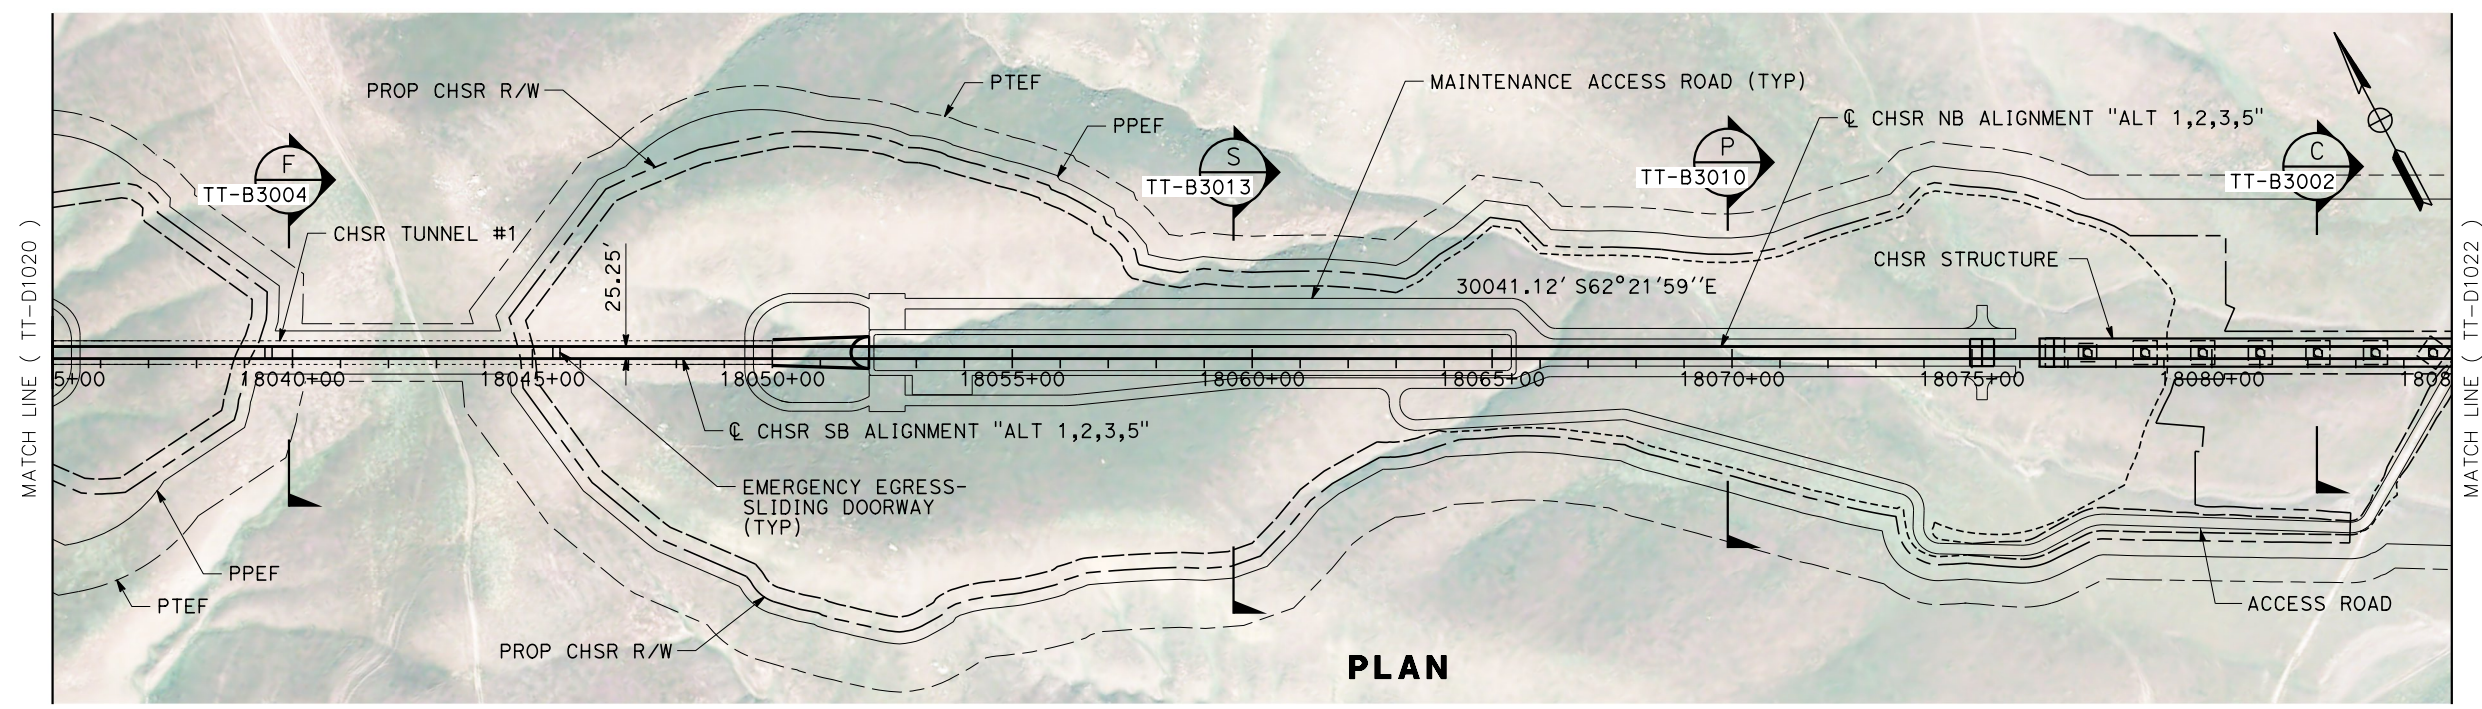 PROP CHSR R/W
PTEF
MAINTENANCE ACCESS ROAD (TYP)
PPEF
℄ CHSR NB ALIGNMENT "ALT 1,2,3,5"
F
TT-B3004
S
TT-B3013
P
TT-B3010
C
TT-B3002
CHSR TUNNEL #1
25.25'
CHSR STRUCTURE
30041.12' S62°21'59"E
MATCH LINE ( TT-D1020 )
MATCH LINE ( TT-D1022 )
5+00
18040+00
18045+00
18050+00
18055+00
18060+00
18065+00
18070+00
18075+00
18080+00
1808
℄ CHSR SB ALIGNMENT "ALT 1,2,3,5"
EMERGENCY EGRESS-
SLIDING DOORWAY
(TYP)
PPEF
PTEF
ACCESS ROAD
PROP CHSR R/W
PLAN